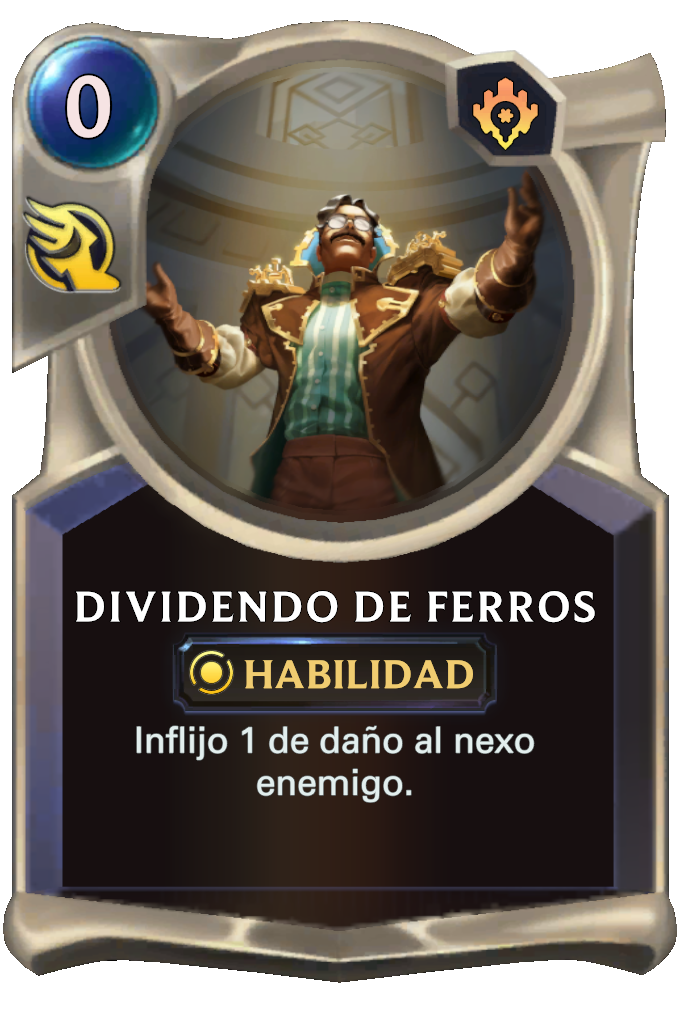 0
DIVIDENDO DE FERROS
HABILIDAD
Inflijo 1 de daño al nexo
enemigo.